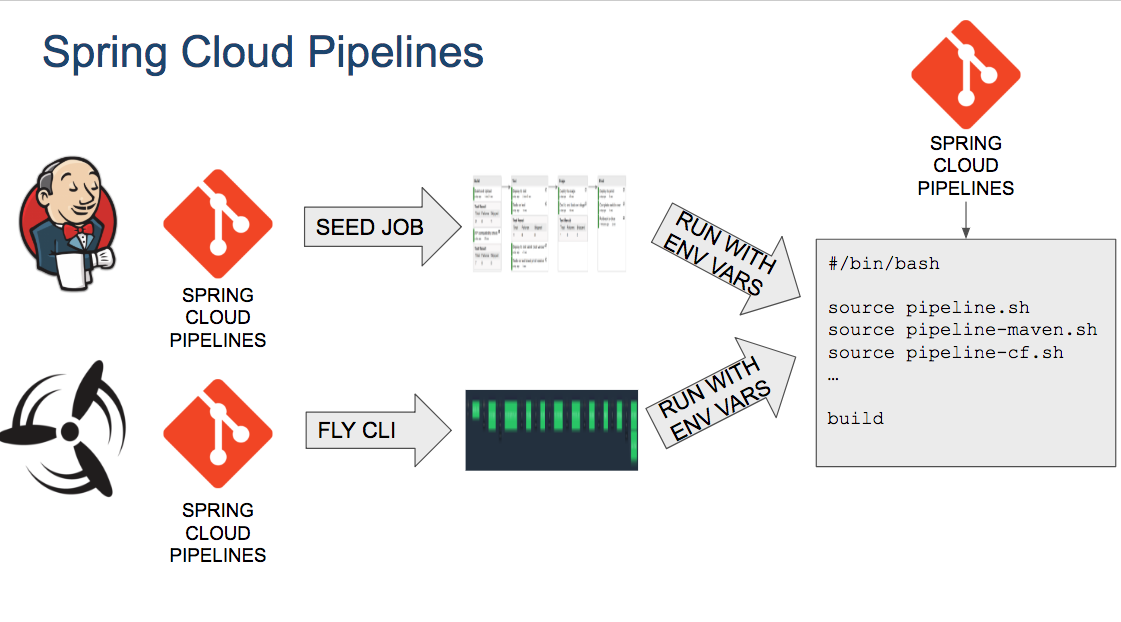 Spring Cloud Pipelines
SPRING
CLOUD
PIPELINES
SEED JOB
RUN WITH
ENV VARS
SPRING
CLOUD
PIPELINES
#/bin/bash
source pipeline.sh
source pipeline-maven.sh
source pipeline-cf.sh
…
build
FLY CLI
RUN WITH
ENV VARS
SPRING
CLOUD
PIPELINES